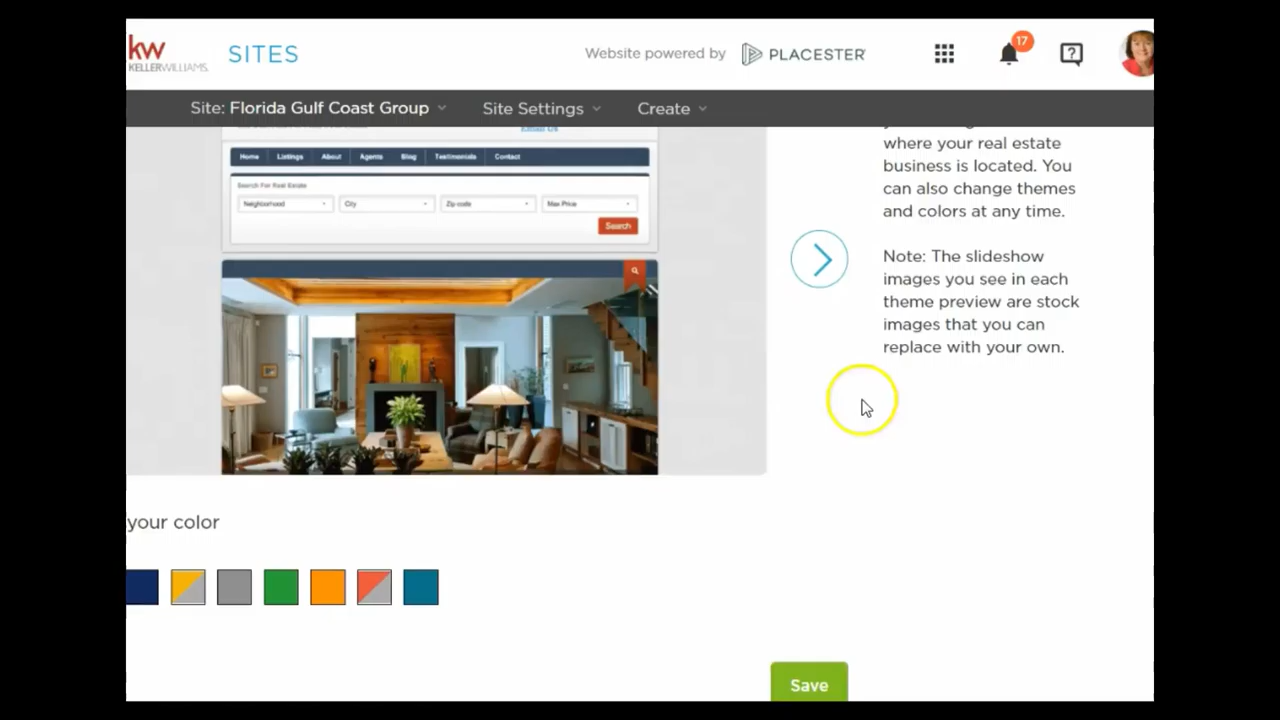 kw
KELLERWILLIAMS.
SITES
Website powered by
PLACESTER
17
?
Site: Florida Gulf Coast Group
Site Settings
Create
Email Us
Home
Listings
About
Agents
Blog
Testimonials
Contact
Search For Real Estate
Neighborhood
City
Zip code
Max Price
Search
where your real estate
business is located. You
can also change themes
and colors at any time.
Note: The slideshow
images you see in each
theme preview are stock
images that you can
replace with your own.
your color
Save